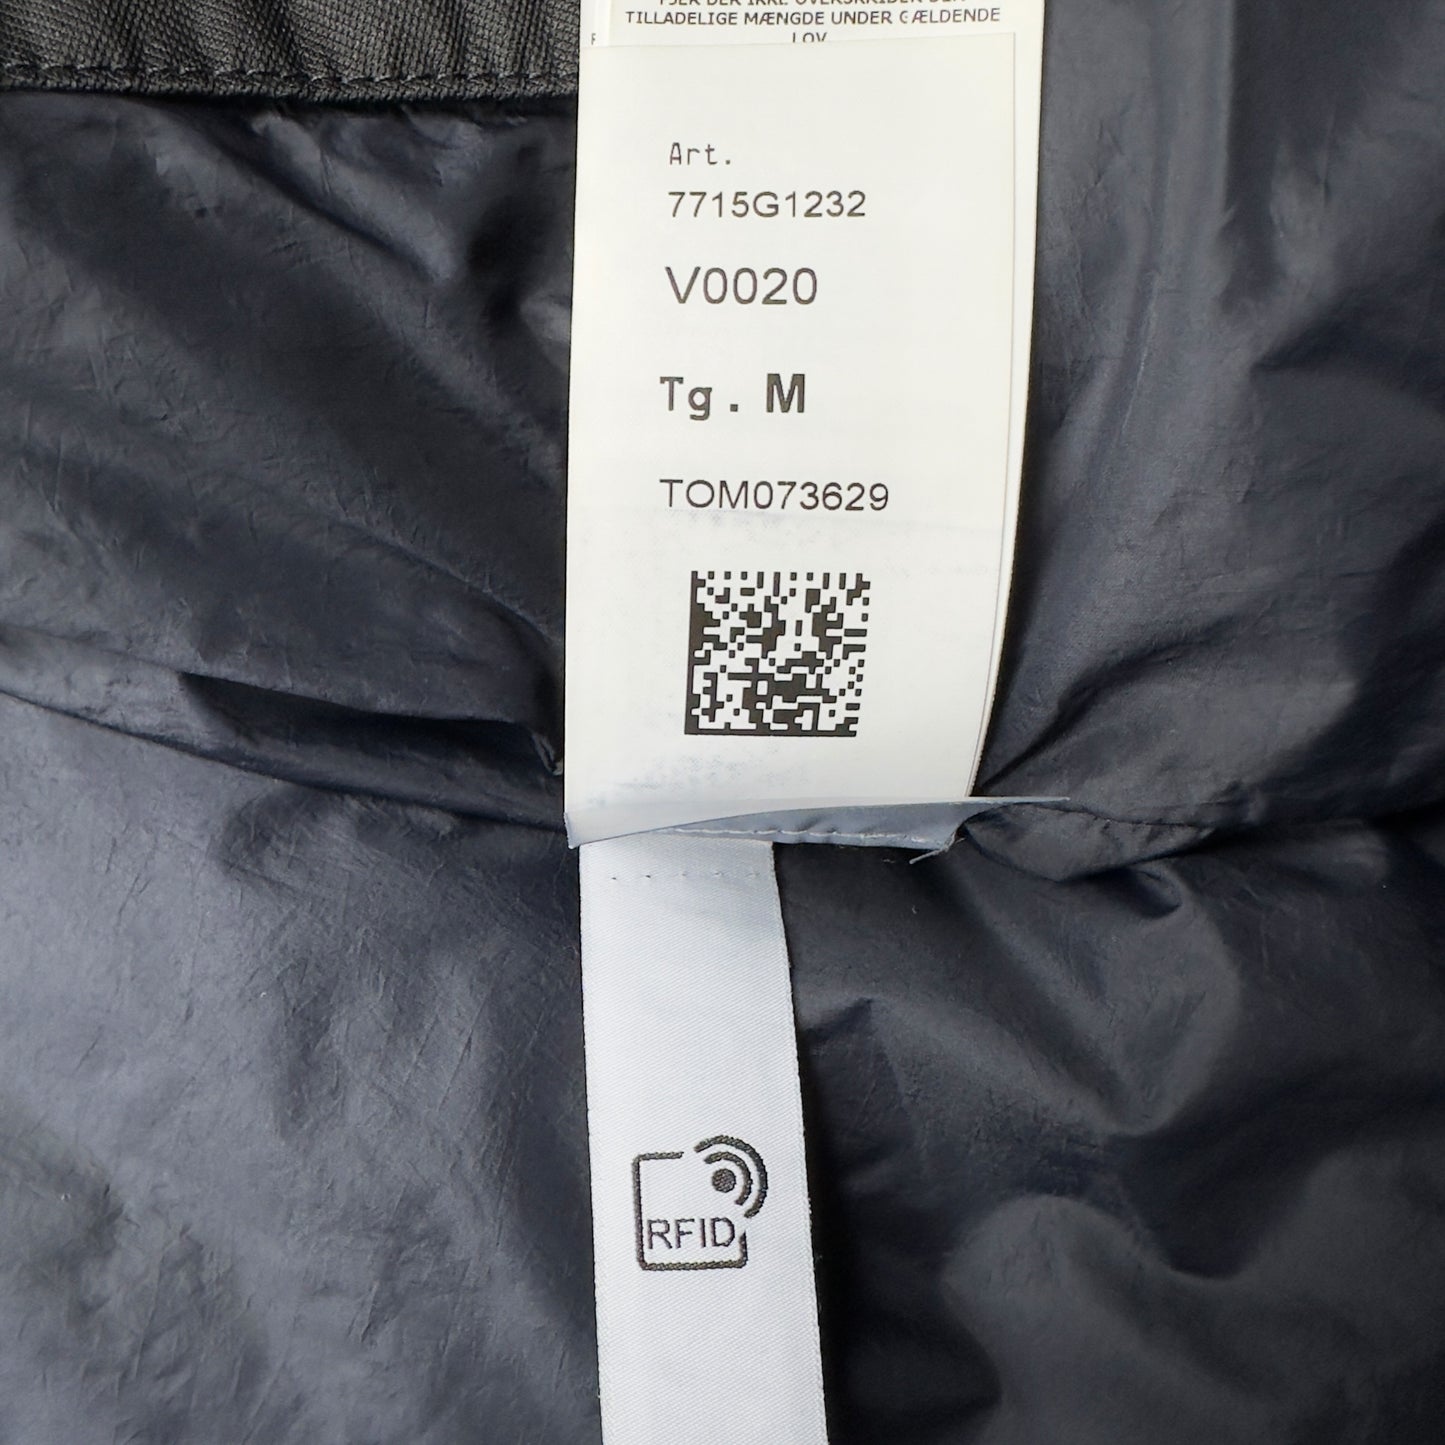 TILLADELIGE MÆNGDE UNDER GÆLDENDE
LOV
Art.
7715G1232
V0020
Tg. M
TOM073629
RFID